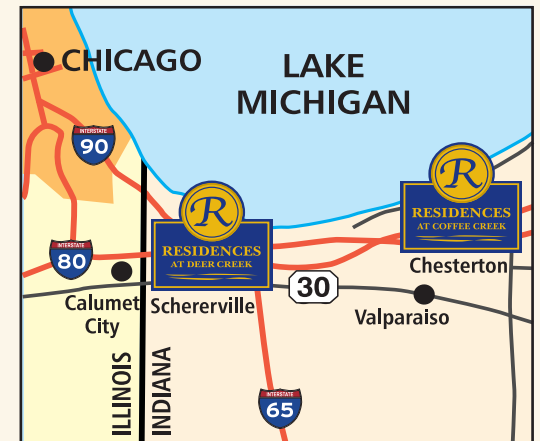 CHICAGO
LAKE
MICHIGAN
INTERSTATE
90
R
RESIDENCES
AT COFFEE CREEK
R
RESIDENCES
AT DEER CREEK
INTERSTATE
80
Chesterton
Calumet
City
Schererville
30
Valparaiso
ILLINOIS
INDIANA
INTERSTATE
65